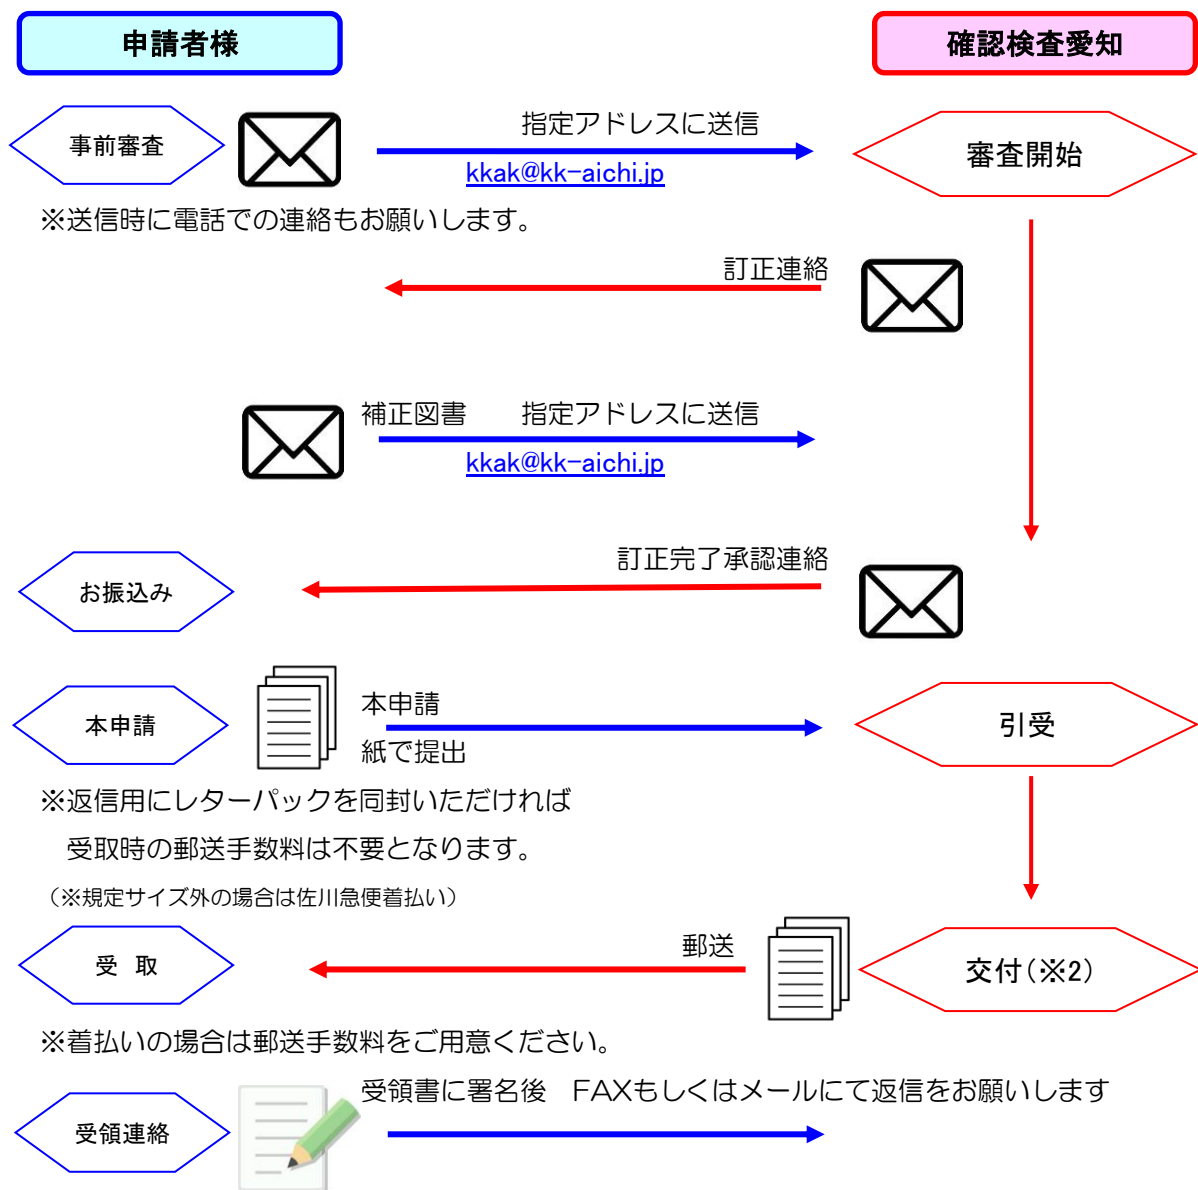 申請者様
確認検査愛知
事前審査
指定アドレスに送信
kkak@kk-aichi.jp
審査開始
※送信時に電話での連絡もお願いします。
訂正連絡
補正図書　指定アドレスに送信
kkak@kk-aichi.jp
訂正完了承認連絡
お振込み
本申請
本申請
紙で提出
引受
※返信用にレターパックを同封いただければ
受取時の郵送手数料は不要となります。
（※規定サイズ外の場合は佐川急便着払い）
郵送
受　取
交付（※2）
※着払いの場合は郵送手数料をご用意ください。
受領書に署名後　FAXもしくはメールにて返信をお願いします
受領連絡